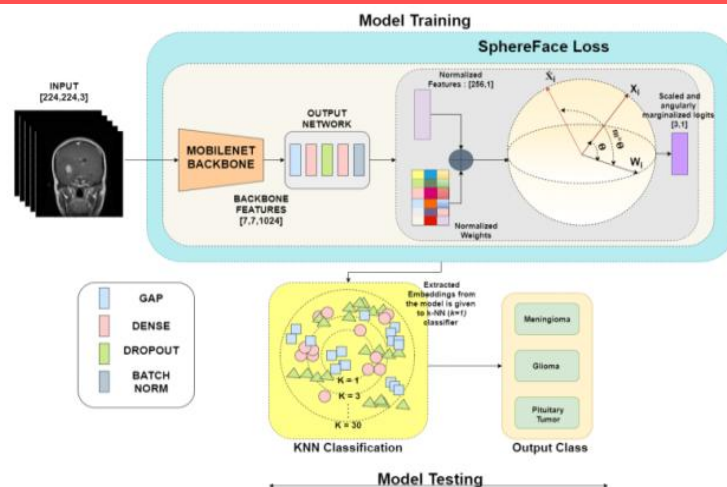 Model Training
SphereFace Loss
INPUT
[224,224,3]
MOBILENET
BACKBONE
OUTPUT
NETWORK
BACKBONE
FEATURES
[7,7,1024]
Normalized
Features : [256,1]
Normalized
Weights
X̂i
Xi
m*Θ
Θ
Wi
Scaled and
angularly
marginalized logits
[3,1]
GAP
DENSE
DROPOUT
BATCH
NORM
Extracted
Embeddings from
the model is given
to k-NN (k=1)
classifier
K = 1
K = 3
K = 30
KNN Classification
Meningioma
Glioma
Pituitary
Tumor
Output Class
Model Testing